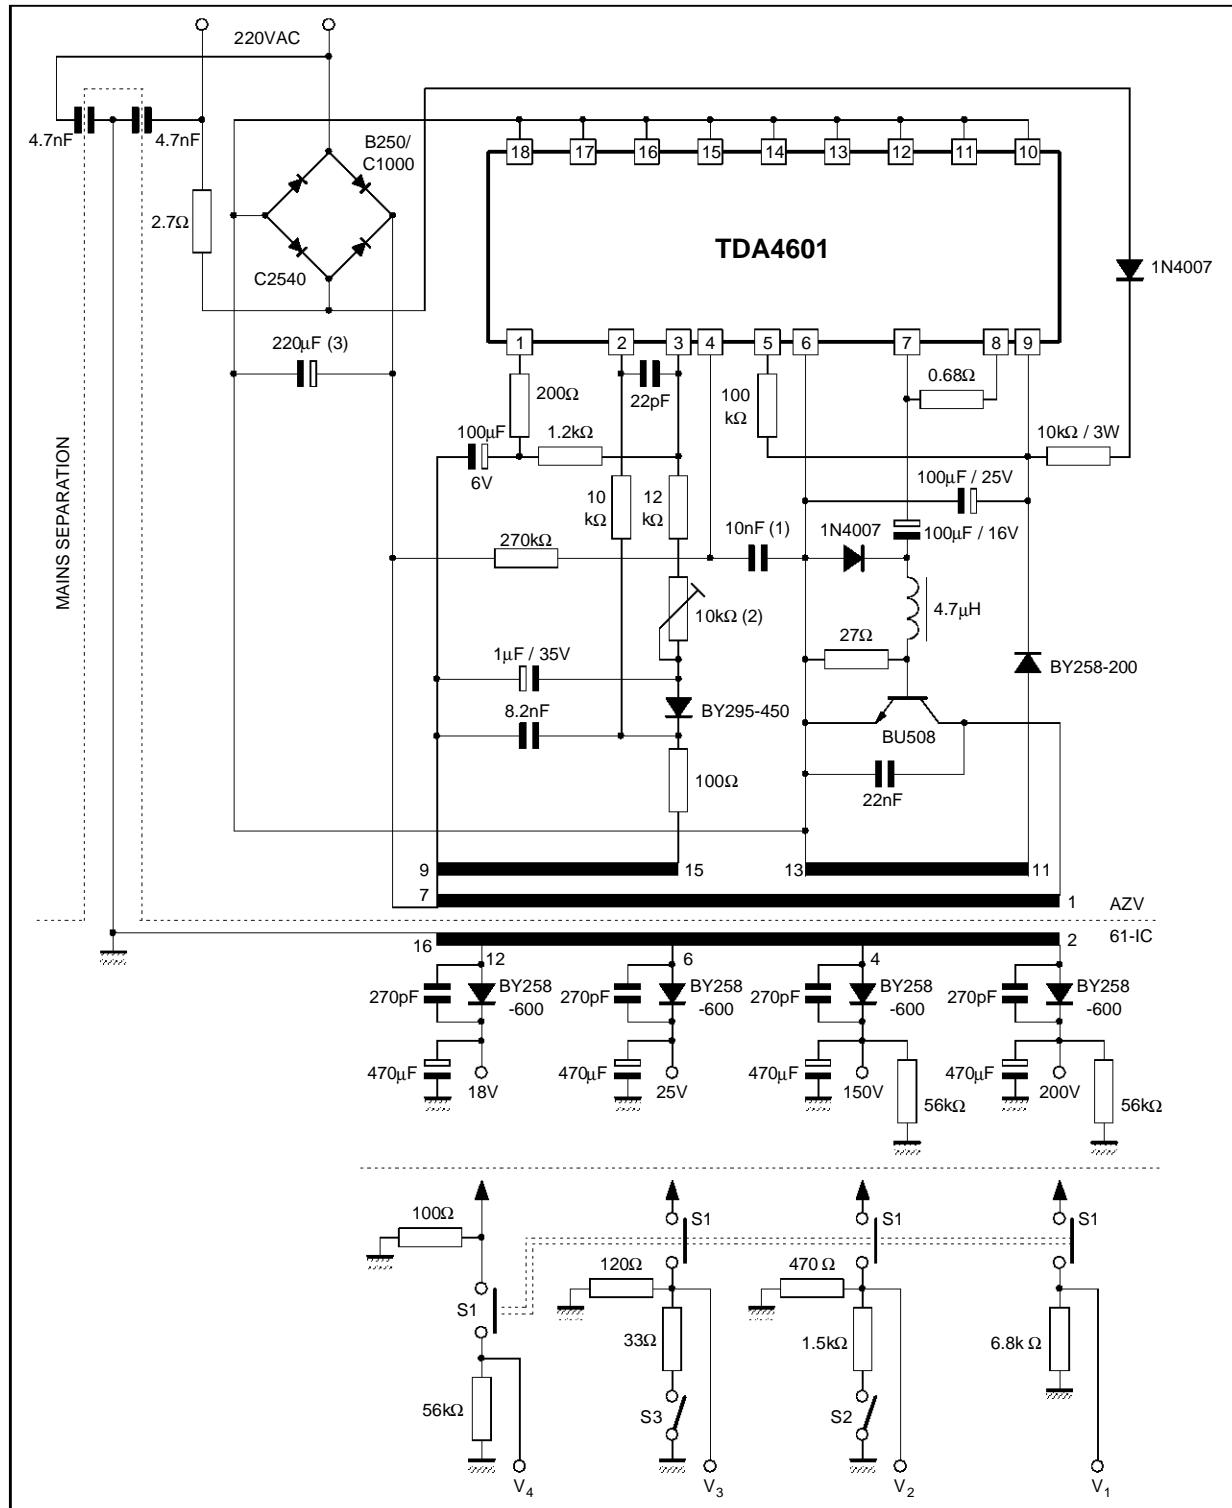 220VAC
4.7nF
4.7nF
B250/
C1000
18
17
16
15
14
13
12
11
10
2.7Ω
TDA4601
1N4007
C2540
220µF (3)
1
2
3
4
5
6
7
8
9
200Ω
22pF
100
kΩ
0.68Ω
100µF
6V
1.2kΩ
10kΩ / 3W
MAINS SEPARATION
10
kΩ
12
kΩ
100µF / 25V
270kΩ
10nF (1)
1N4007
100µF / 16V
10kΩ (2)
4.7µH
27Ω
1µF / 35V
BY258-200
8.2nF
BY295-450
BU508
100Ω
22nF
9
15
13
11
7
1
AZV
16
2
61-IC
12
6
4
270pF
BY258
-600
270pF
BY258
-600
270pF
BY258
-600
270pF
BY258
-600
470µF
18V
470µF
25V
470µF
150V
56kΩ
470µF
200V
56kΩ
100Ω
S1
S1
S1
120Ω
470 Ω
S1
33Ω
1.5kΩ
6.8k Ω
56kΩ
S3
S2
V4
V3
V2
V1